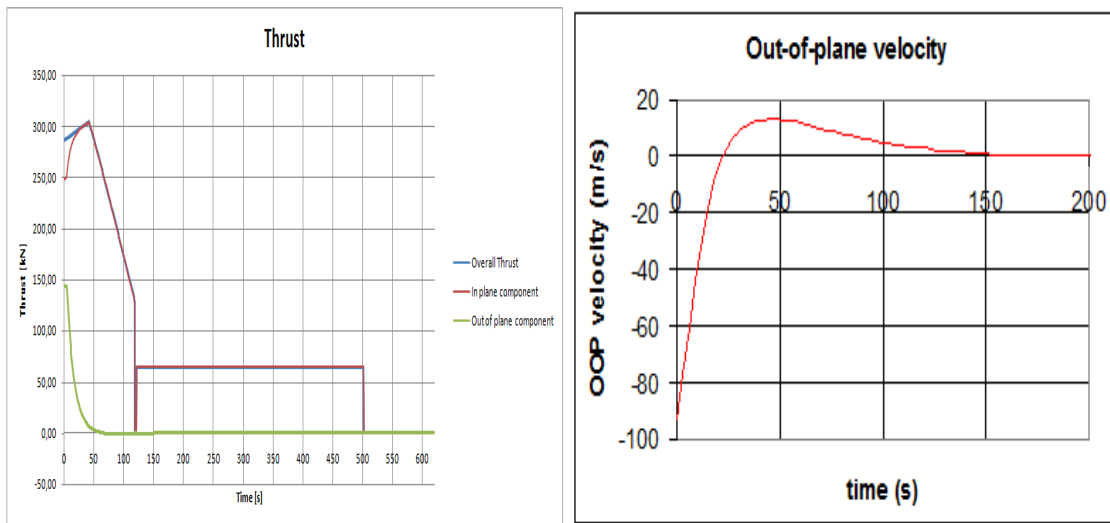 Thrust
350,00
300,00
250,00
200,00
150,00
100,00
50,00
0,00
-50,00
Thrust [kN]
0 50 100 150 200 250 300 350 400 450 500 550 600
Time [s]
Overall Thrust
In plane component
Out of plane component
Out-of-plane velocity
20
0
-20
-40
-60
-80
-100
OOP velocity (m/s)
0 50 100 150 200
time (s)